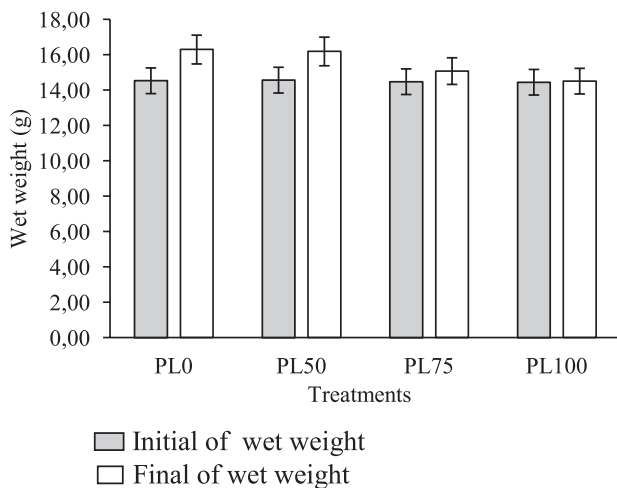 18,00
16,00
14,00
12,00
10,00
8,00
6,00
4,00
2,00
0,00
Wet weight (g)
PL0 PL50 PL75 PL100
Treatments
Initial of wet weight
Final of wet weight